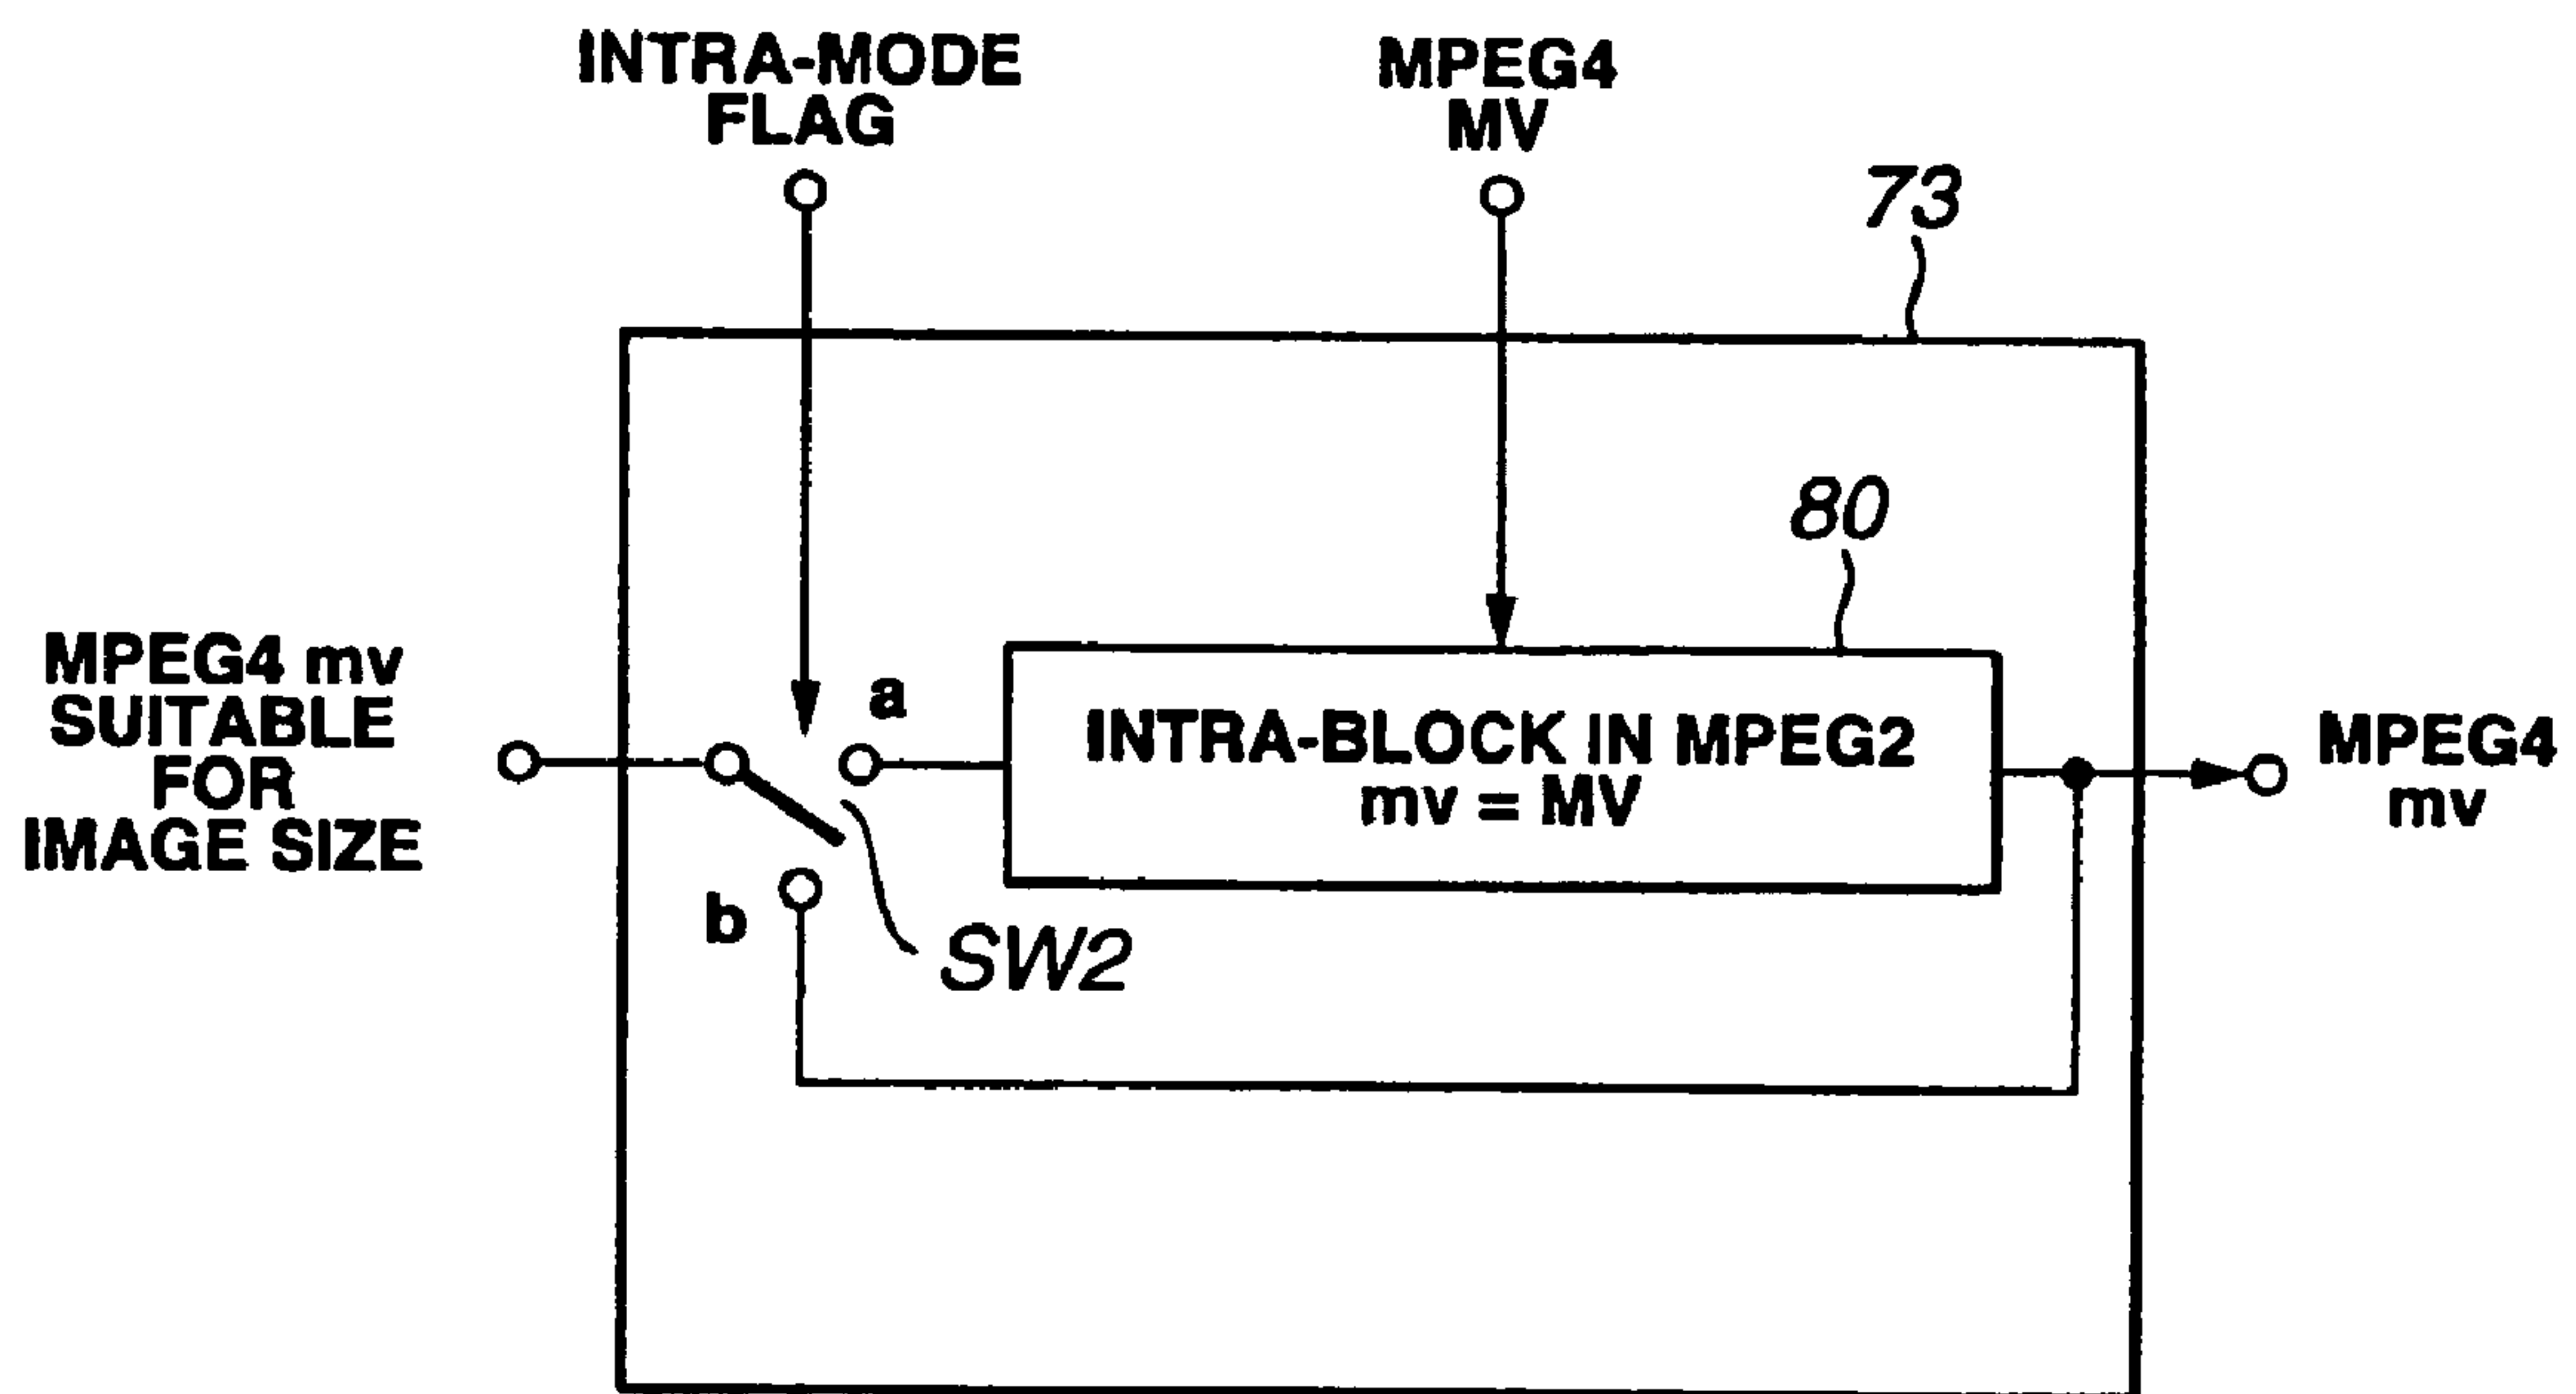 INTRA-MODE
FLAG
MPEG4
MV
73
80
MPEG4 mv
SUITABLE
FOR
IMAGE SIZE
a
INTRA-BLOCK IN MPEG2
mv = MV
MPEG4
mv
b
SW2